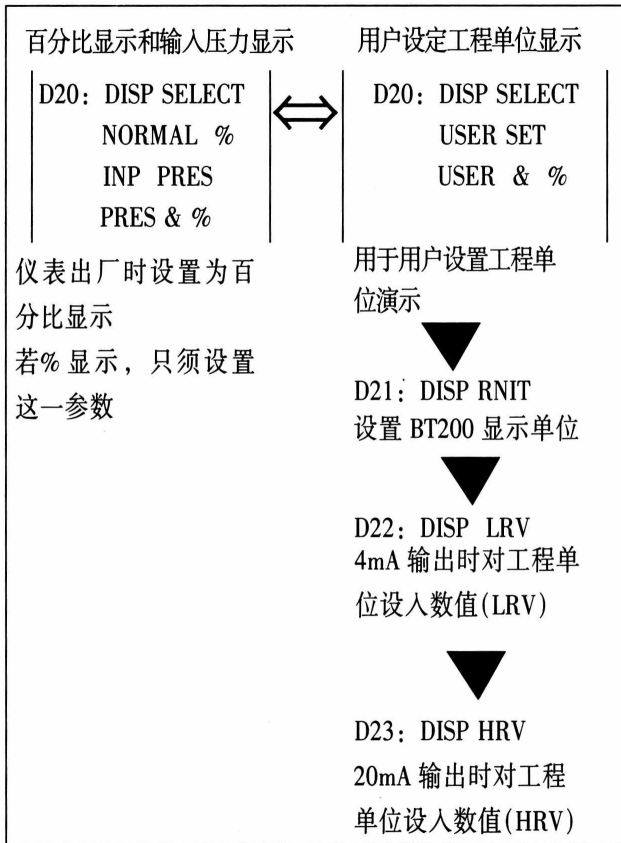 百分比显示和输入压力显示
D20: DISP SELECT
NORMAL %
INP PRES
PRES & %
仪表出厂时设置为百
分比显示
若% 显示，只须设置
这一参数
用户设定工程单位显示
D20: DISP SELECT
USER SET
USER & %
用于用户设置工程单
位演示
D21: DISP RNIT
设置 BT200 显示单位
D22: DISP LRV
4mA 输出时对工程单
位设入数值(LRV)
D23: DISP HRV
20mA 输出时对工程
单位设入数值(HRV)